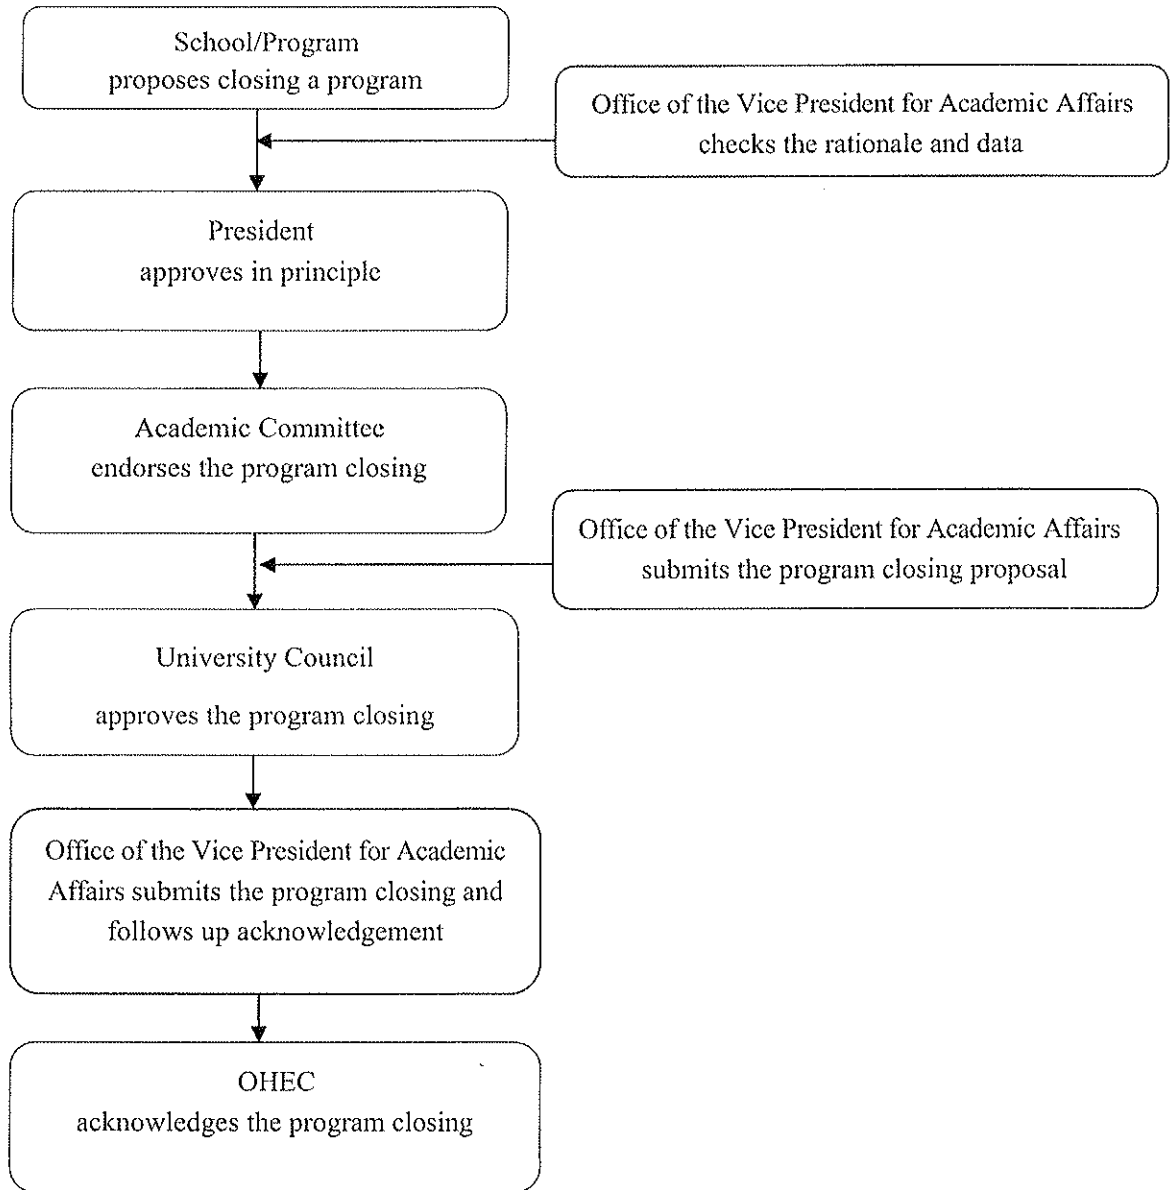 School/Program
proposes closing a program
Office of the Vice President for Academic Affairs
checks the rationale and data
President
approves in principle
Academic Committee
endorses the program closing
Office of the Vice President for Academic Affairs
submits the program closing proposal
University Council
approves the program closing
Office of the Vice President for Academic
Affairs submits the program closing and
follows up acknowledgement
OHEC
acknowledges the program closing